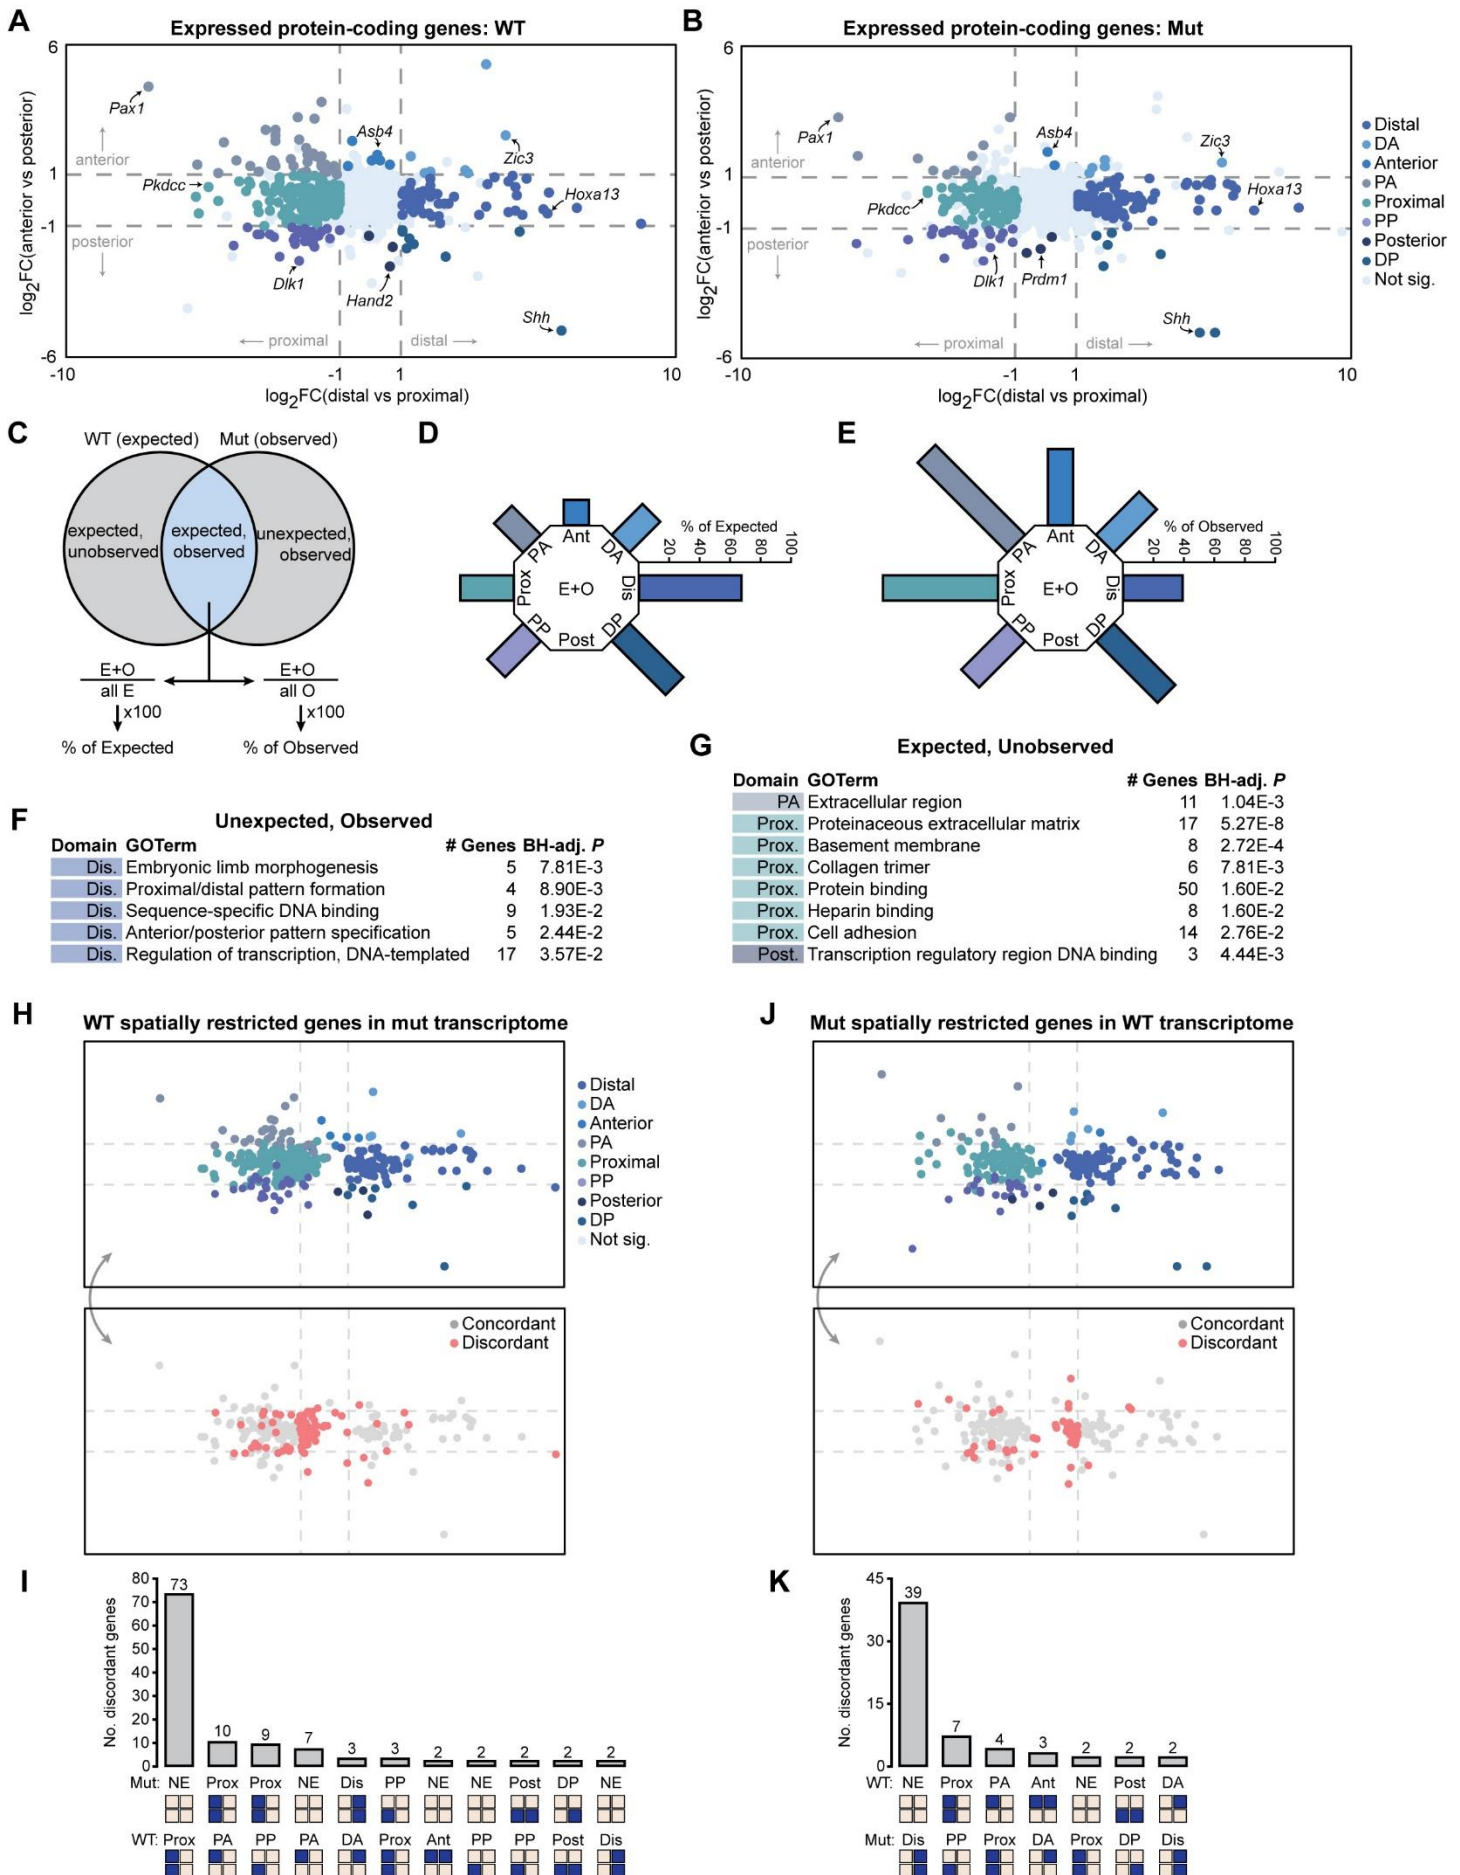 A
Expressed protein-coding genes: WT
6
1
-1
-6
log2FC(anterior vs posterior)
anterior
posterior
Pax1
Pkdcc
Asb4
Zic3
Hoxa13
Dlk1
Hand2
Shh
proximal
distal
-10
-1
1
10
log2FC(distal vs proximal)
B
Expressed protein-coding genes: Mut
6
1
-1
-6
log2FC(anterior vs posterior)
anterior
posterior
Pax1
Pkdcc
Asb4
Zic3
Hoxa13
Dlk1
Prdm1
Shh
proximal
distal
-10
-1
1
10
log2FC(distal vs proximal)
Distal
DA
Anterior
PA
Proximal
PP
Posterior
DP
Not sig.
C
WT (expected)
Mut (observed)
expected,
unobserved
expected,
observed
unexpected,
observed
E+O
all E
x100
% of Expected
E+O
all O
x100
% of Observed
D
% of Expected
20 40 60 80 100
Ant
DA
Dis
DP
Post
PP
Prox
PA
E+O
E
% of Observed
20 40 60 80 100
Ant
DA
Dis
DP
Post
PP
Prox
PA
E+O
F
Unexpected, Observed
Domain GOTerm # Genes BH-adj. P
Dis. Embryonic limb morphogenesis 5 7.81E-3
Dis. Proximal/distal pattern formation 4 8.90E-3
Dis. Sequence-specific DNA binding 9 1.93E-2
Dis. Anterior/posterior pattern specification 5 2.44E-2
Dis. Regulation of transcription, DNA-templated 17 3.57E-2
G
Expected, Unobserved
Domain GOTerm # Genes BH-adj. P
PA Extracellular region 11 1.04E-3
Prox. Proteinaceous extracellular matrix 17 5.27E-8
Prox. Basement membrane 8 2.72E-4
Prox. Collagen trimer 6 7.81E-3
Prox. Protein binding 50 1.60E-2
Prox. Heparin binding 8 1.60E-2
Prox. Cell adhesion 14 2.76E-2
Post. Transcription regulatory region DNA binding 3 4.44E-3
H
WT spatially restricted genes in mut transcriptome
Distal
DA
Anterior
PA
Proximal
PP
Posterior
DP
Not sig.
Concordant
Discordant
J
Mut spatially restricted genes in WT transcriptome
Concordant
Discordant
I
No. discordant genes
80
70
60
50
40
30
20
10
0
73 10 9 7 3 3 2 2 2 2 2
Mut: NE Prox Prox NE Dis PP NE NE Post DP NE
WT: Prox PA PP PA DA Prox Ant PP PP Post Dis
K
No. discordant genes
45
30
15
0
39 7 4 3 2 2 2
WT: NE Prox PA Ant NE Post DA
Mut: Dis PP Prox DA Prox DP Dis